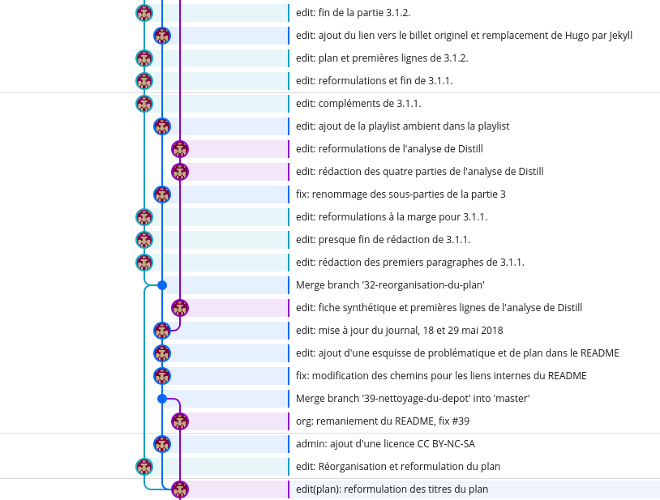 edit: fin de la partie 3.1.2.
edit: ajout du lien vers le billet originel et remplacement de Hugo par Jekyll
edit: plan et premières lignes de 3.1.2.
edit: reformulations et fin de 3.1.1.
edit: compléments de 3.1.1.
edit: ajout de la playlist ambient dans la playlist
edit: reformulations de l'analyse de Distill
edit: rédaction des quatre parties de l'analyse de Distill
fix: renommage des sous-parties de la partie 3
edit: reformulations à la marge pour 3.1.1.
edit: presque fin de rédaction de 3.1.1.
edit: rédaction des premiers paragraphes de 3.1.1.
Merge branch '32-reorganisation-du-plan'
edit: fiche synthétique et premières lignes de l'analyse de Distill
edit: mise à jour du journal, 18 et 29 mai 2018
edit: ajout d'une esquisse de problématique et de plan dans le README
fix: modification des chemins pour les liens internes du README
Merge branch '39-nettoyage-du-depot' into 'master'
org: remaniement du README, fix #39
admin: ajout d'une licence CC BY-NC-SA
edit: Réorganisation et reformulation du plan
edit(plan): reformulation des titres du plan